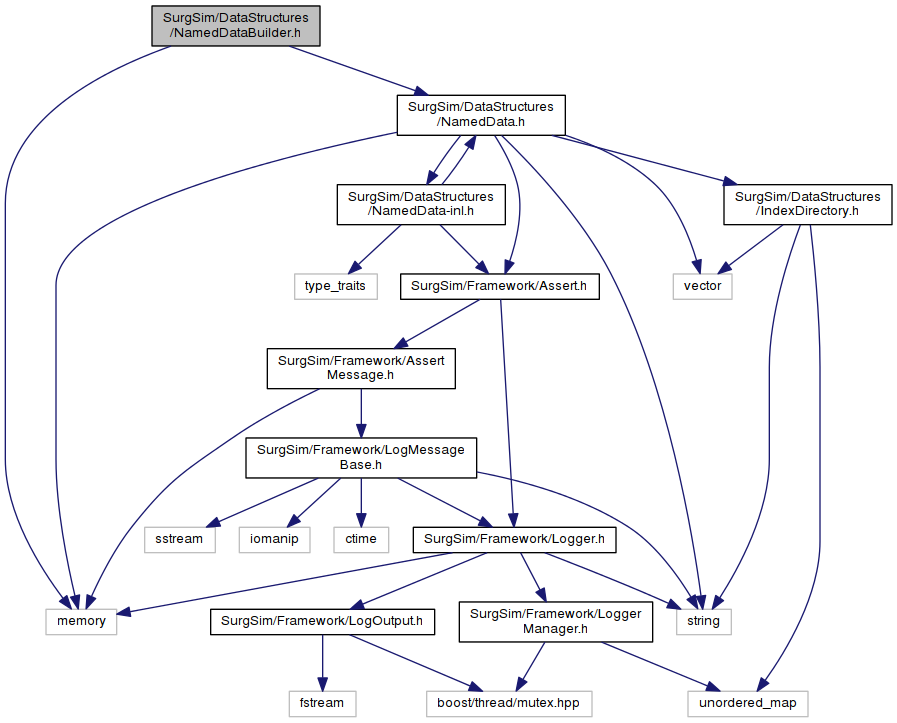 SurgSim/DataStructures
/NamedDataBuilder.h
SurgSim/DataStructures
/NamedData.h
SurgSim/DataStructures
/NamedData-inl.h
SurgSim/DataStructures
/IndexDirectory.h
type_traits
SurgSim/Framework/Assert.h
vector
SurgSim/Framework/Assert
Message.h
SurgSim/Framework/LogMessage
Base.h
sstream
iomanip
ctime
SurgSim/Framework/Logger.h
memory
SurgSim/Framework/LogOutput.h
SurgSim/Framework/Logger
Manager.h
string
fstream
boost/thread/mutex.hpp
unordered_map